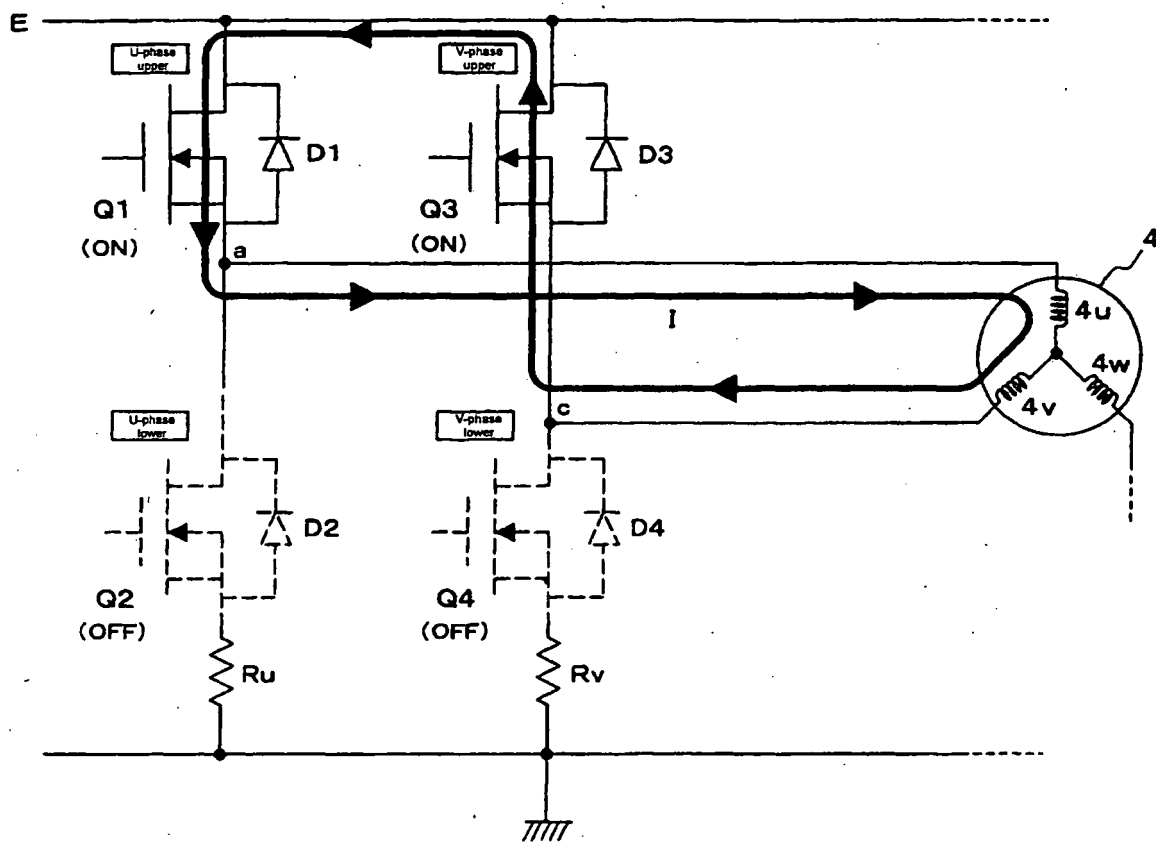 E
U-phase
upper
V-phase
upper
D1
D3
Q1
(ON)
Q3
(ON)
a
4
I
4u
4w
4v
c
U-phase
lower
V-phase
lower
D2
D4
Q2
(OFF)
Q4
(OFF)
Ru
Rv